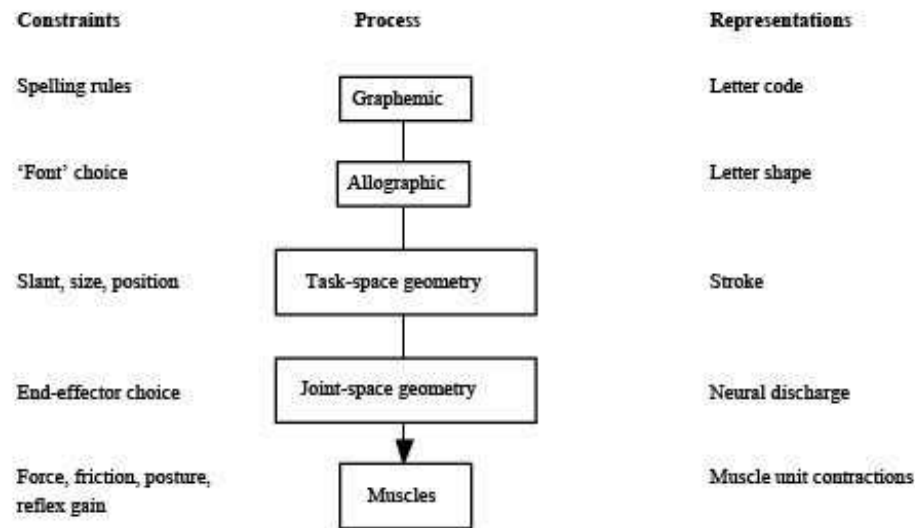 Constraints Process Representations
Spelling rules Graphemic Letter code
‘Font’ choice Allographic Letter shape
Slant, size, position Task-space geometry Stroke
End-effector choice Joint-space geometry Neural discharge
Force, friction, posture, Muscles Muscle unit contractions
reflex gain